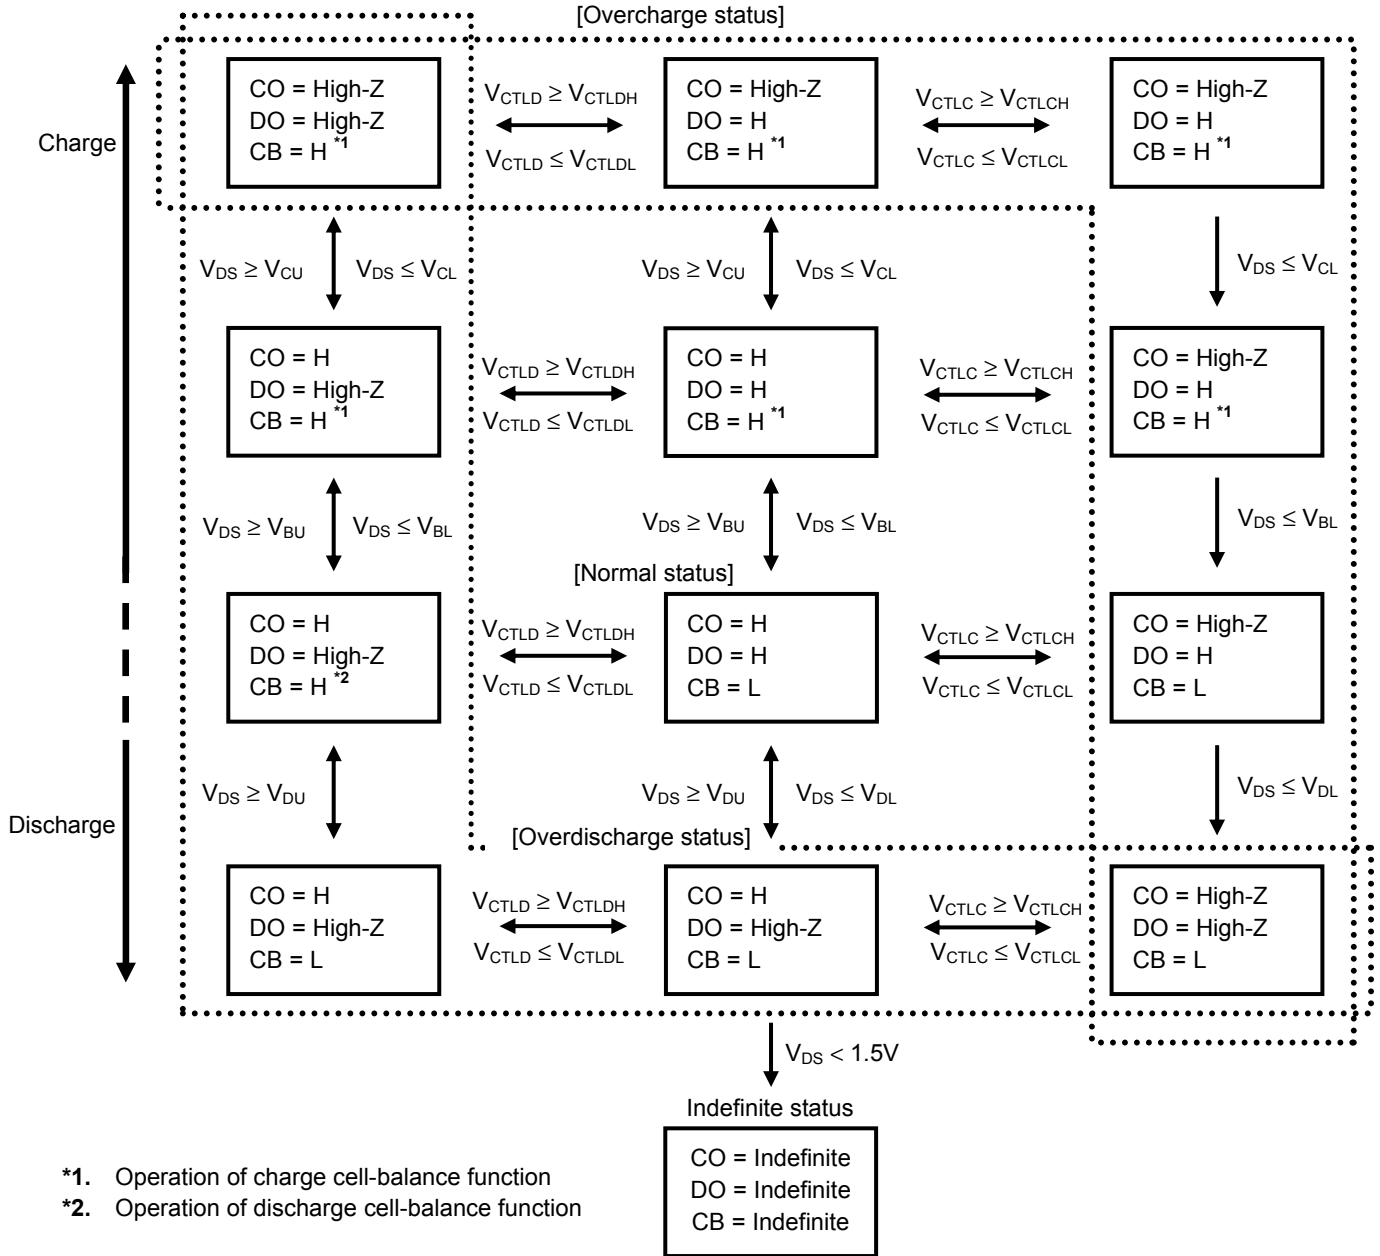 [Overcharge status]
Charge
CO = High-Z
DO = High-Z
CB = H *1
VCTLD ≥ VCTLDH
VCTLD ≤ VCTLDL
CO = High-Z
DO = H
CB = H *1
VCTLC ≥ VCTLCH
VCTLC ≤ VCTLCL
CO = High-Z
DO = H
CB = H *1
VDS ≥ VCU
VDS ≤ VCL
VDS ≥ VCU
VDS ≤ VCL
VDS ≤ VCL
CO = H
DO = High-Z
CB = H *1
VCTLD ≥ VCTLDH
VCTLD ≤ VCTLDL
CO = H
DO = H
CB = H *1
VCTLC ≥ VCTLCH
VCTLC ≤ VCTLCL
CO = High-Z
DO = H
CB = H *1
VDS ≥ VBU
VDS ≤ VBL
VDS ≥ VBU
VDS ≤ VBL
VDS ≤ VBL
[Normal status]
CO = H
DO = High-Z
CB = H *2
VCTLD ≥ VCTLDH
VCTLD ≤ VCTLDL
CO = H
DO = H
CB = L
VCTLC ≥ VCTLCH
VCTLC ≤ VCTLCL
CO = High-Z
DO = H
CB = L
VDS ≥ VDU
VDS ≥ VDU
VDS ≤ VDL
VDS ≤ VDL
Discharge
[Overdischarge status]
CO = H
DO = High-Z
CB = L
VCTLD ≥ VCTLDH
VCTLD ≤ VCTLDL
CO = H
DO = High-Z
CB = L
VCTLC ≥ VCTLCH
VCTLC ≤ VCTLCL
CO = High-Z
DO = High-Z
CB = L
VDS < 1.5V
Indefinite status
CO = Indefinite
DO = Indefinite
CB = Indefinite
*1. Operation of charge cell-balance function
*2. Operation of discharge cell-balance function